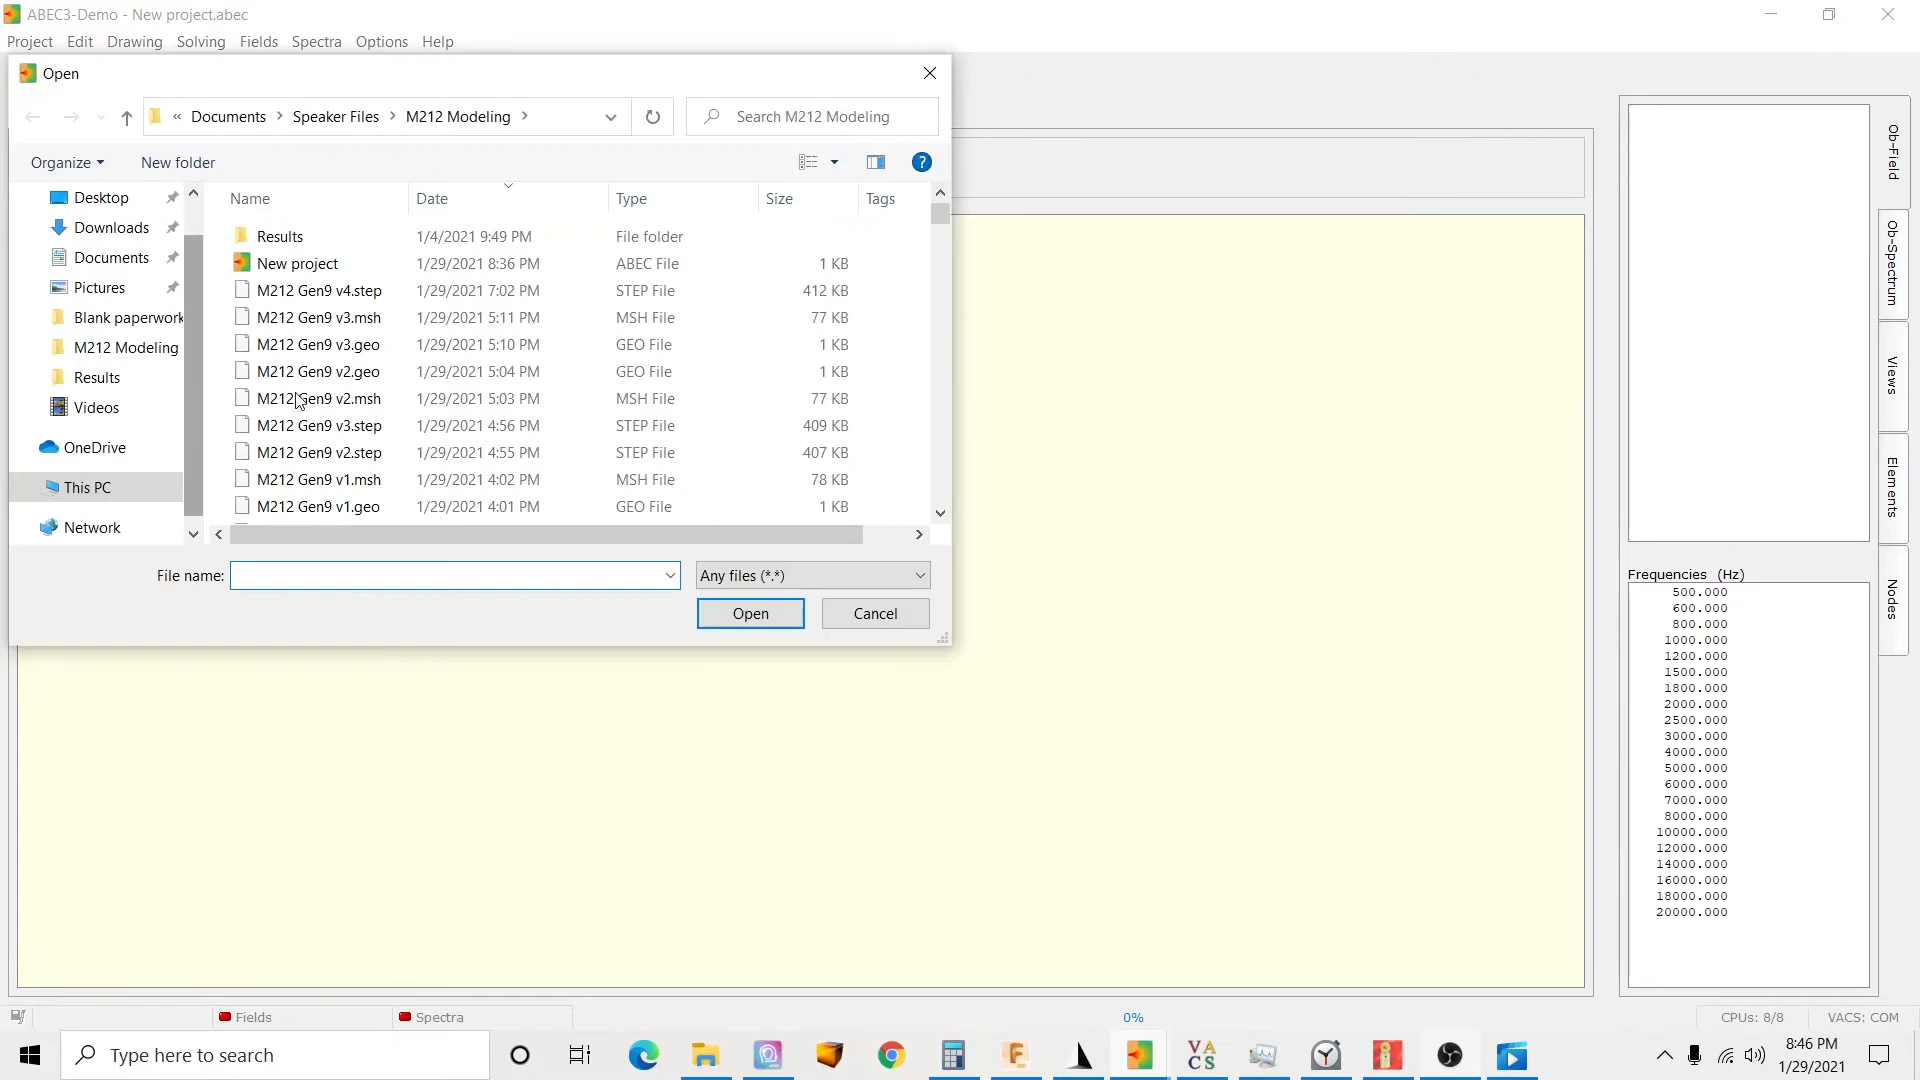 ABEC3-Demo - New project.abec
Project Edit Drawing Solving Fields Spectra Options Help
Open
« Documents > Speaker Files > M212 Modeling >
Search M212 Modeling
Organize
New folder
Name Date Type Size Tags
Desktop
Downloads
Documents
Pictures
Blank paperwork
M212 Modeling
Results
Videos
OneDrive
This PC
Network
Results 1/4/2021 9:49 PM File folder
New project 1/29/2021 8:36 PM ABEC File 1 KB
M212 Gen9 v4.step 1/29/2021 7:02 PM STEP File 412 KB
M212 Gen9 v3.msh 1/29/2021 5:11 PM MSH File 77 KB
M212 Gen9 v3.geo 1/29/2021 5:10 PM GEO File 1 KB
M212 Gen9 v2.geo 1/29/2021 5:04 PM GEO File 1 KB
M212 Gen9 v2.msh 1/29/2021 5:03 PM MSH File 77 KB
M212 Gen9 v3.step 1/29/2021 4:56 PM STEP File 409 KB
M212 Gen9 v2.step 1/29/2021 4:55 PM STEP File 407 KB
M212 Gen9 v1.msh 1/29/2021 4:02 PM MSH File 78 KB
M212 Gen9 v1.geo 1/29/2021 4:01 PM GEO File 1 KB
File name:
Any files (*.*)
Open
Cancel
Ob-Field
Ob-Spectrum
Views
Elements
Nodes
Frequencies (Hz)
500.000
600.000
800.000
1000.000
1200.000
1500.000
1800.000
2000.000
2500.000
3000.000
4000.000
5000.000
6000.000
7000.000
8000.000
10000.000
12000.000
14000.000
16000.000
18000.000
20000.000
Fields
Spectra
0%
CPUs: 8/8
VACS: COM
Type here to search
VACS
8:46 PM
1/29/2021